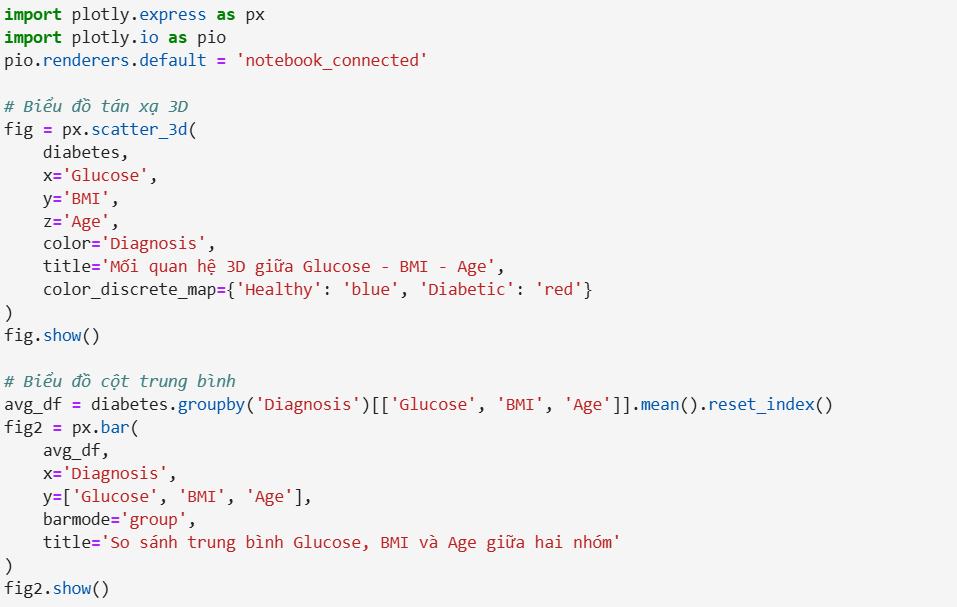 import plotly.express as px
import plotly.io as pio
pio.renderers.default = 'notebook_connected'

# Biểu đồ tán xạ 3D
fig = px.scatter_3d(
    diabetes,
    x='Glucose',
    y='BMI',
    z='Age',
    color='Diagnosis',
    title='Mối quan hệ 3D giữa Glucose - BMI - Age',
    color_discrete_map={'Healthy': 'blue', 'Diabetic': 'red'}
)
fig.show()

# Biểu đồ cột trung bình
avg_df = diabetes.groupby('Diagnosis')[['Glucose', 'BMI', 'Age']].mean().reset_index()
fig2 = px.bar(
    avg_df,
    x='Diagnosis',
    y=['Glucose', 'BMI', 'Age'],
    barmode='group',
    title='So sánh trung bình Glucose, BMI và Age giữa hai nhóm'
)
fig2.show()